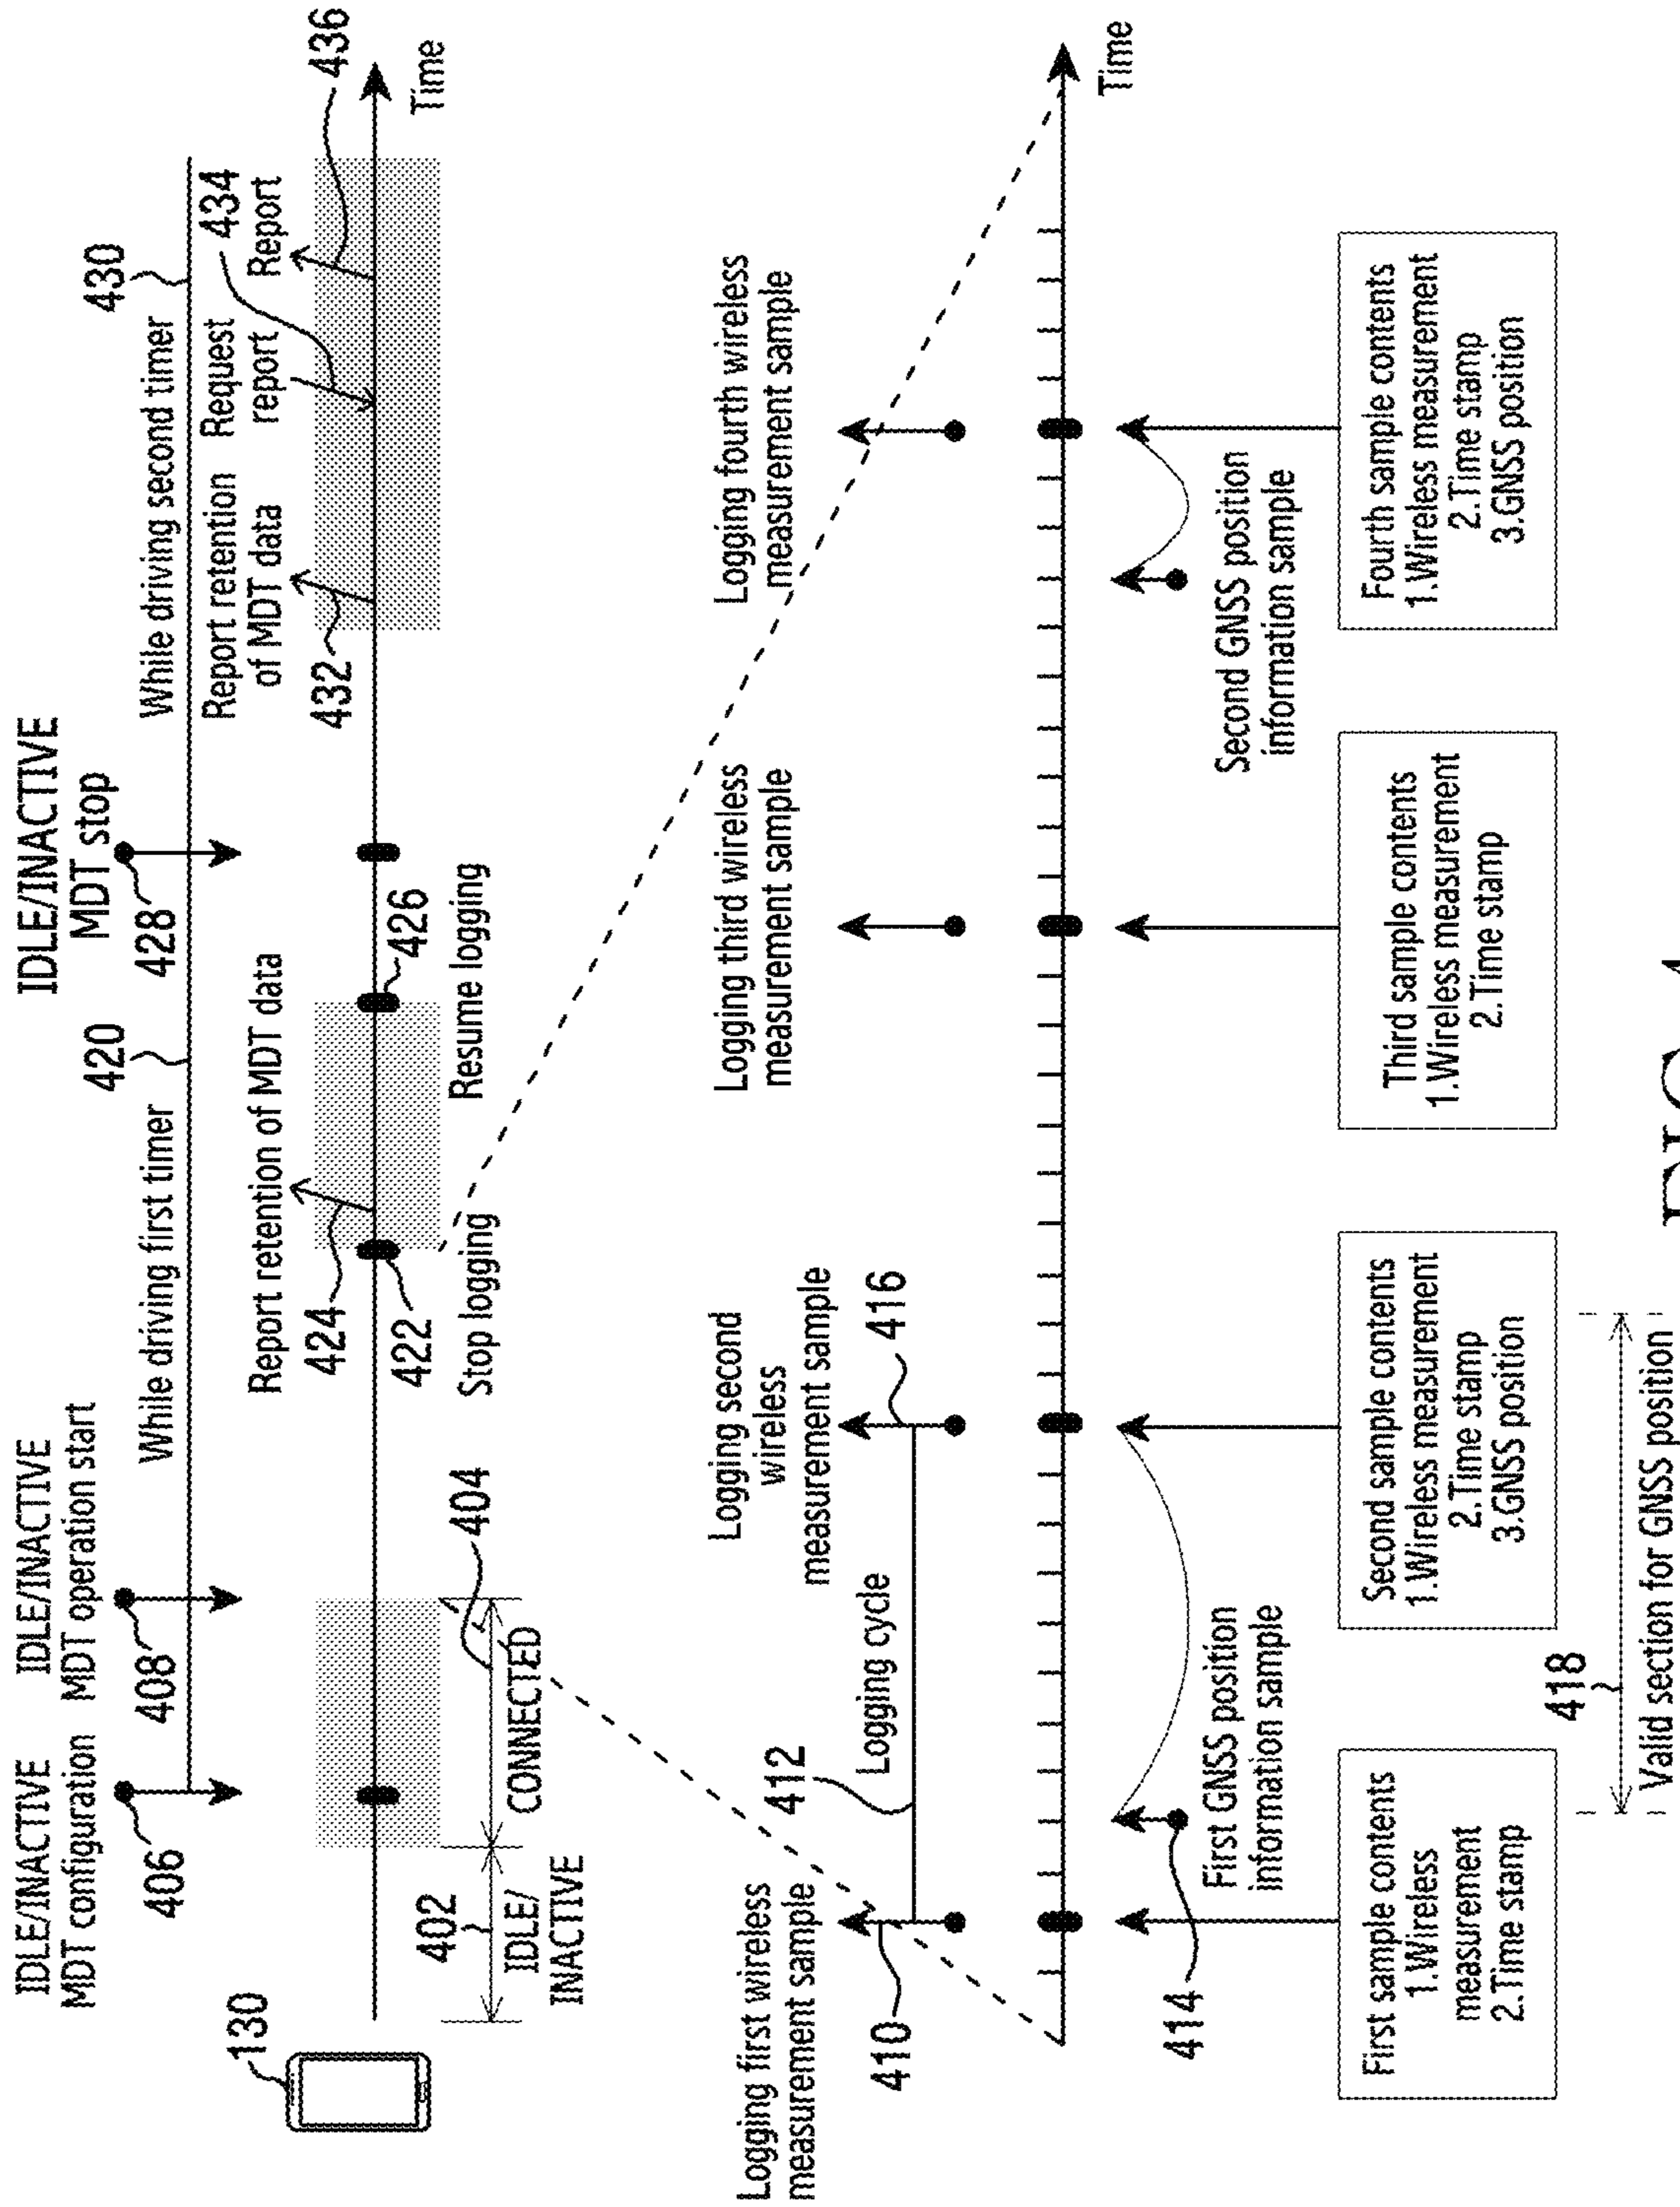 IDLE/INACTIVE
MDT configuration
406
IDLE/INACTIVE
MDT operation start
408
IDLE/INACTIVE
MDT stop
428
420
430
While driving first timer
While driving second timer
130
Report retention of MDT data
424
422
Stop logging
426
Resume logging
Report retention
of MDT data
432
Request
report
434
Report
436
Time
402
IDLE/
INACTIVE
CONNECTED
404
Logging first wireless
measurement sample
410
412
Logging cycle
Logging second
wireless
measurement sample
416
Logging third wireless
measurement sample
Logging fourth wireless
measurement sample
Time
414
First GNSS position
information sample
Second GNSS position
information sample
First sample contents
1.Wireless
measurement
2.Time stamp
Second sample contents
1.Wireless measurement
2.Time stamp
3.GNSS position
Third sample contents
1.Wireless measurement
2.Time stamp
Fourth sample contents
1.Wireless measurement
2.Time stamp
3.GNSS position
418
Valid section for GNSS position